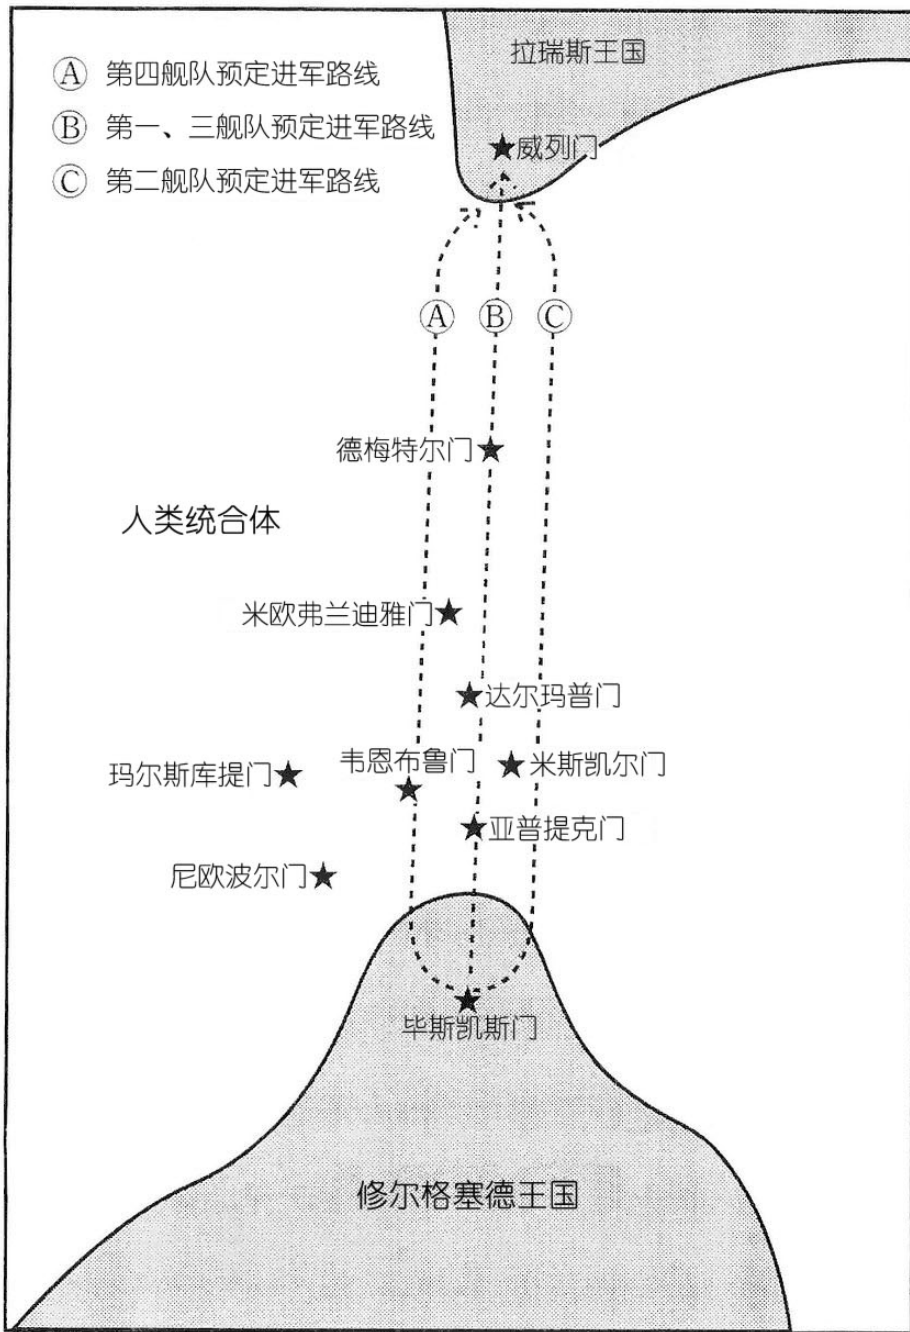 拉瑞斯王国
Ⓐ 第四舰队预定进军路线
Ⓑ 第一、三舰队预定进军路线
Ⓒ 第二舰队预定进军路线
威列门
Ⓐ Ⓑ Ⓒ
德梅特尔门
人类统合体
米欧弗兰迪雅门
达尔玛普门
韦恩布鲁门
米斯凯尔门
玛尔斯库提门
亚普提克门
尼欧波尔门
毕斯凯斯门
修尔格塞德王国